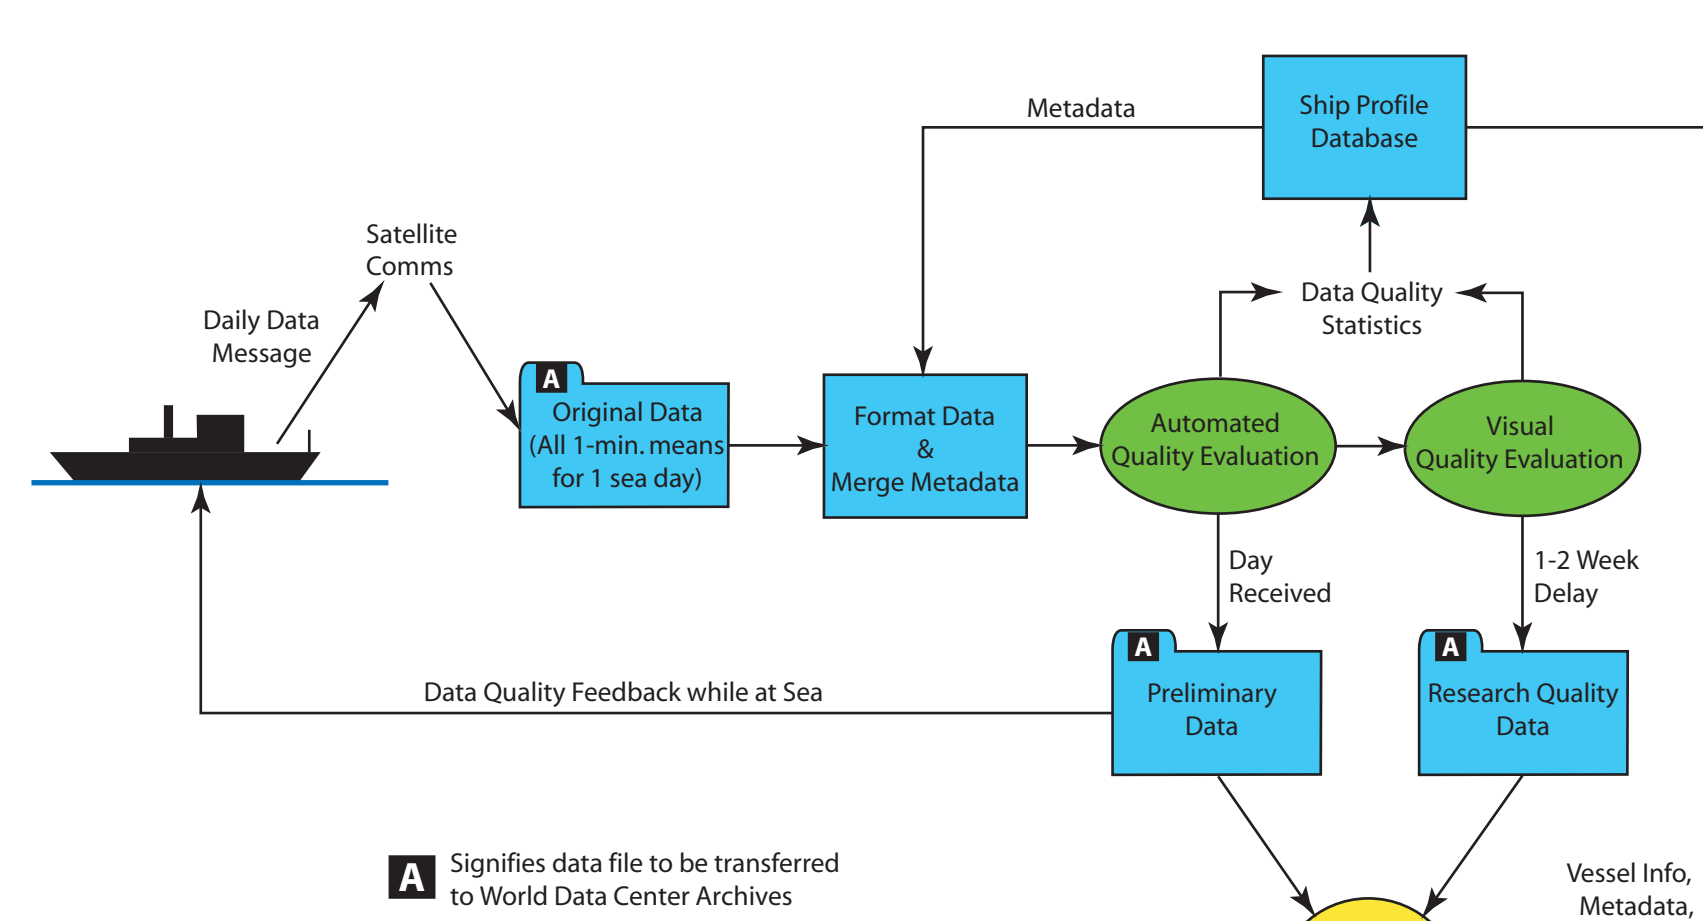 Metadata
Ship Profile
Database
Satellite
Comms
Daily Data
Message
Data Quality
Statistics
A
Original Data
(All 1-min. means
for 1 sea day)
Format Data
&
Merge Metadata
Automated
Quality Evaluation
Visual
Quality Evaluation
Day
Received
1-2 Week
Delay
A
Preliminary
Data
A
Research Quality
Data
Data Quality Feedback while at Sea
A
Signifies data file to be transferred
to World Data Center Archives
Vessel Info,
Metadata,